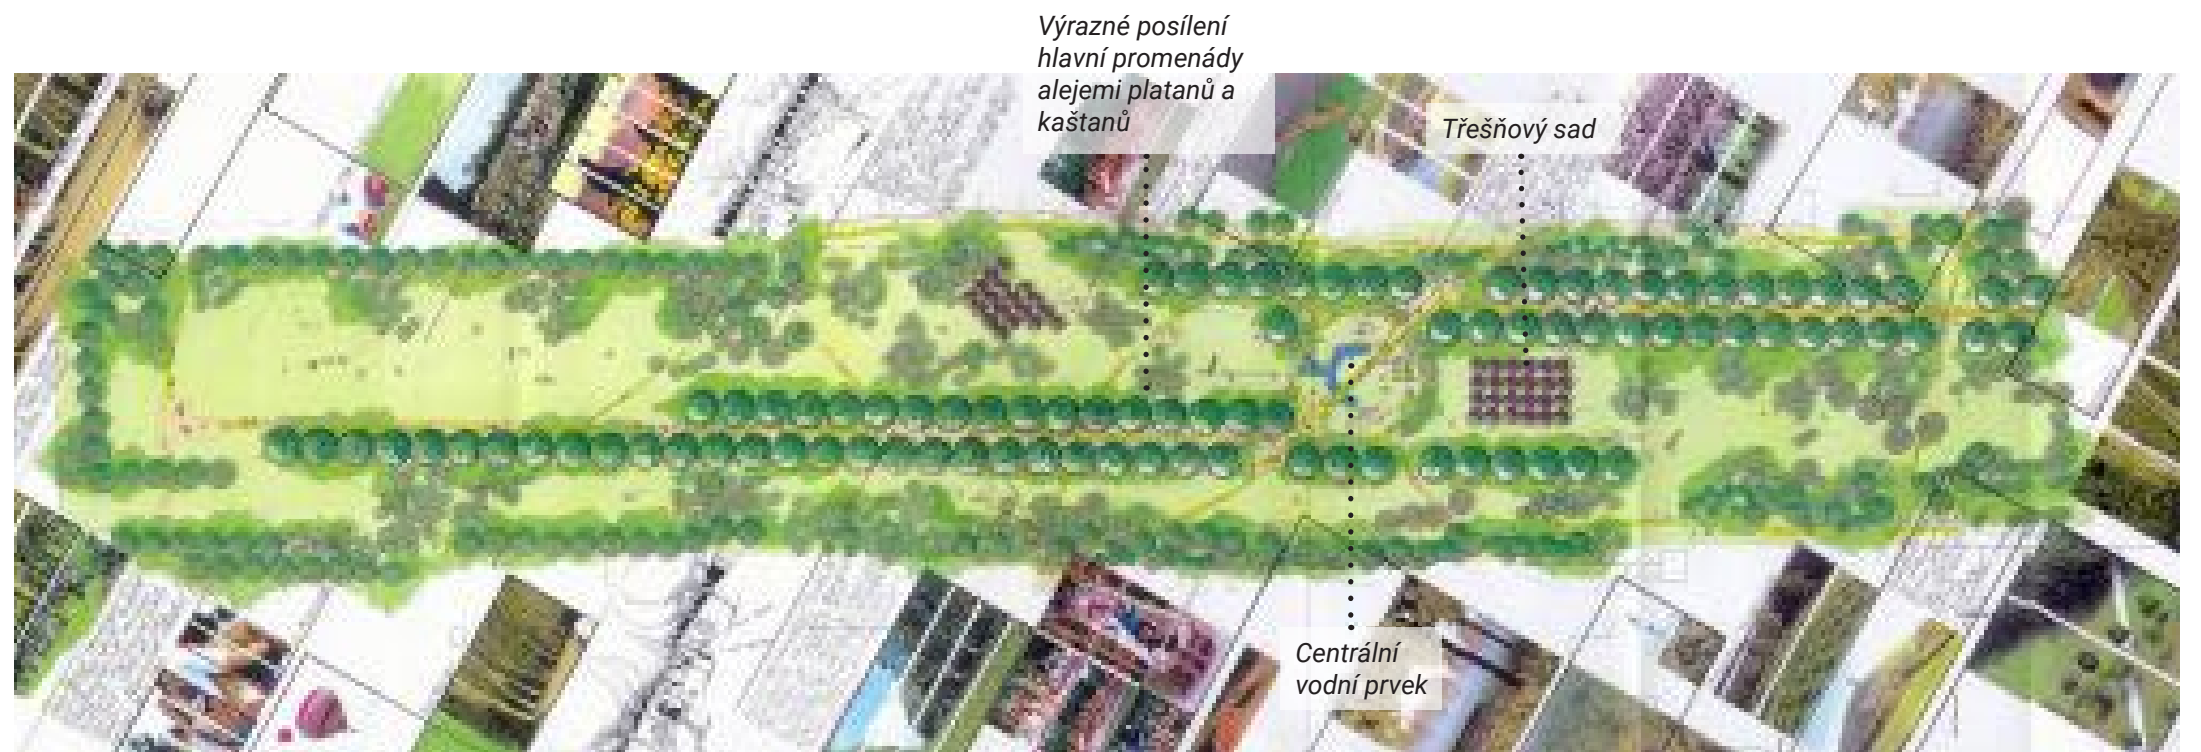 Výrazné posílení
hlavní promenády
alejemi platanů a
kaštanů
Třešňový sad
Centrální
vodní prvek